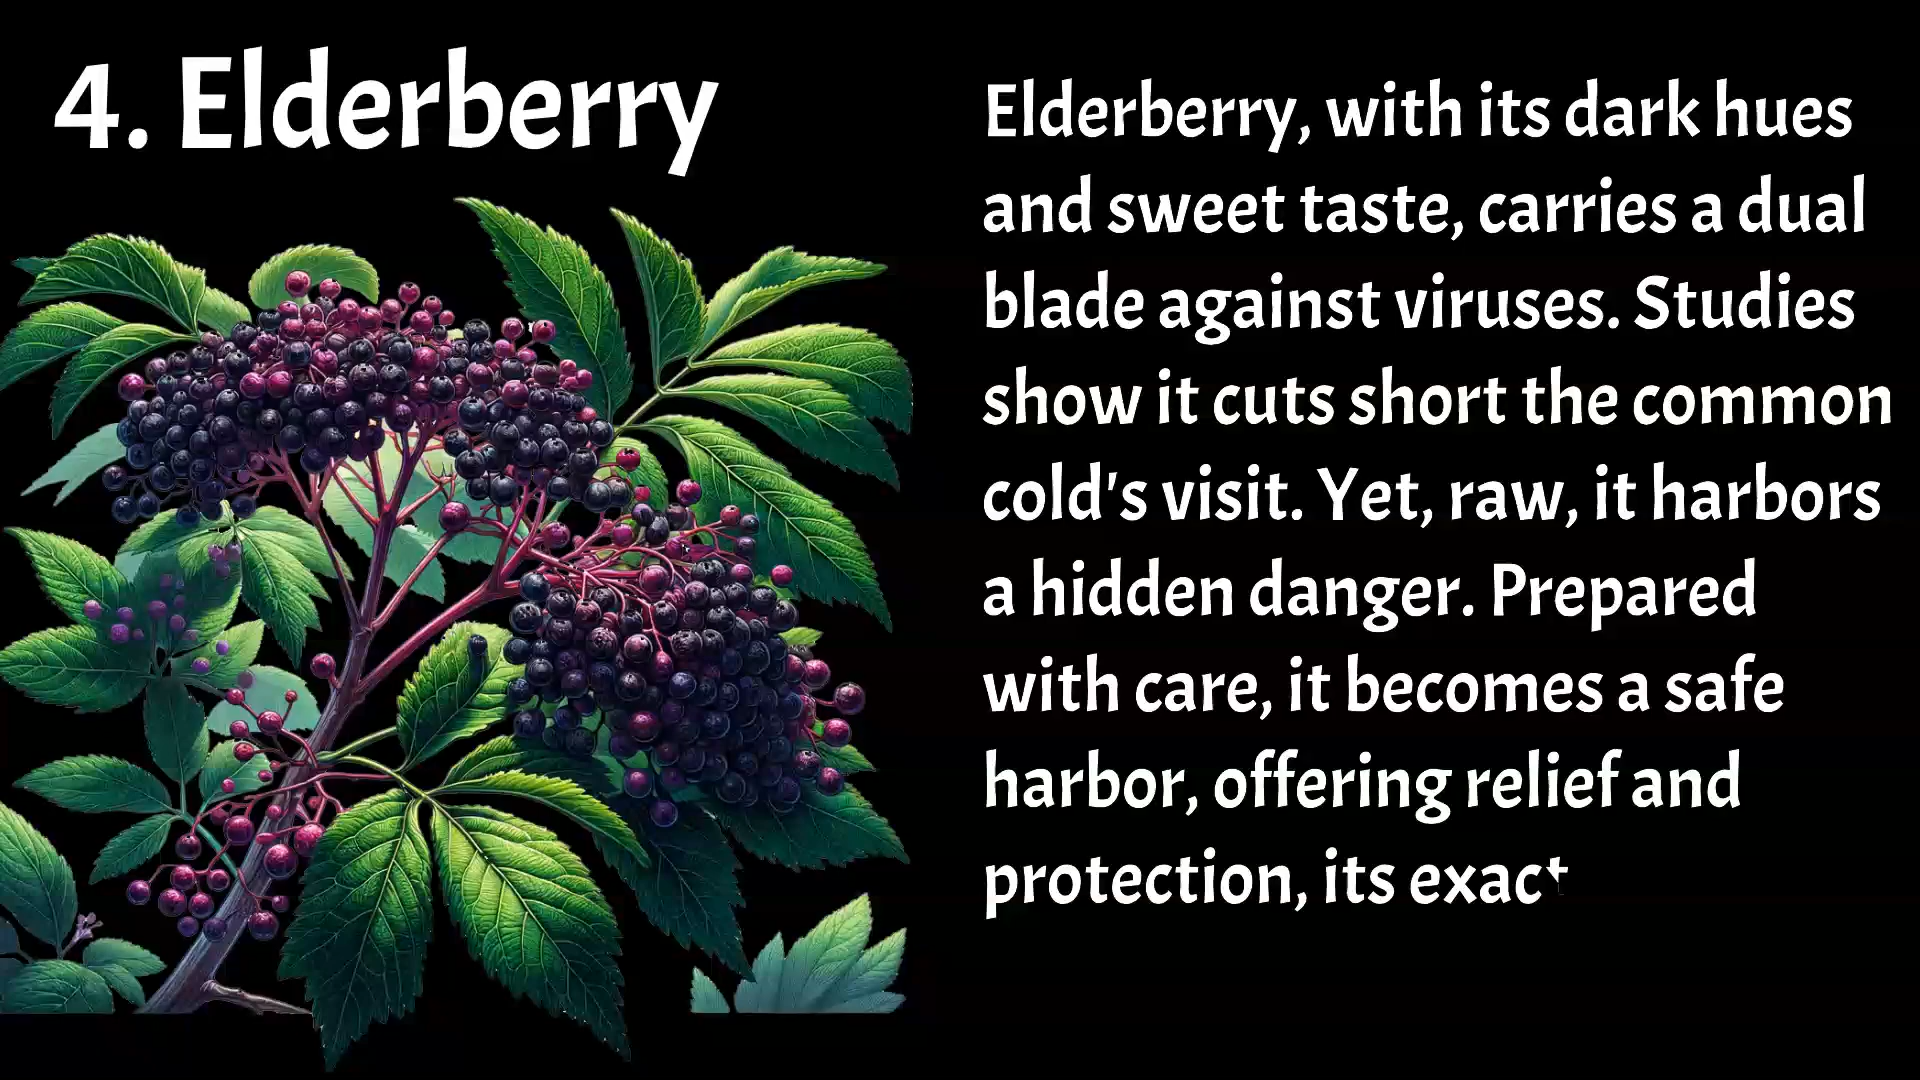 4. Elderberry
Elderberry, with its dark hues
and sweet taste, carries a dual
blade against viruses. Studies
show it cuts short the common
cold's visit. Yet, raw, it harbors
a hidden danger. Prepared
with care, it becomes a safe
harbor, offering relief and
protection, its exact